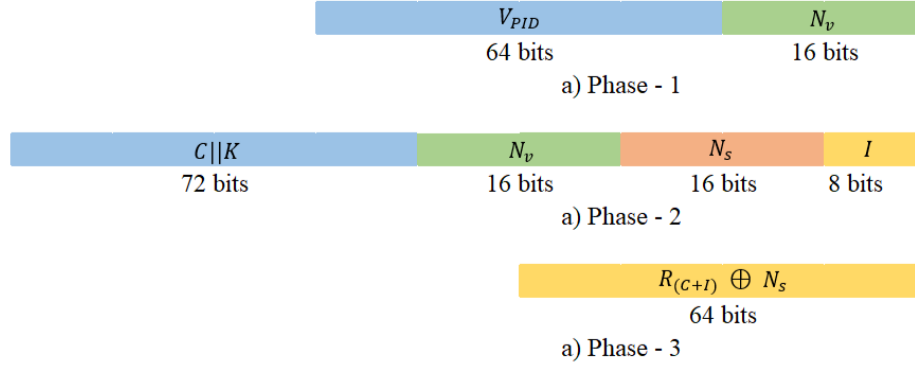 V_PID N_v
64 bits 16 bits
a) Phase - 1
C||K N_v N_s I
72 bits 16 bits 16 bits 8 bits
a) Phase - 2
R_(C+I) ⊕ N_s
64 bits
a) Phase - 3